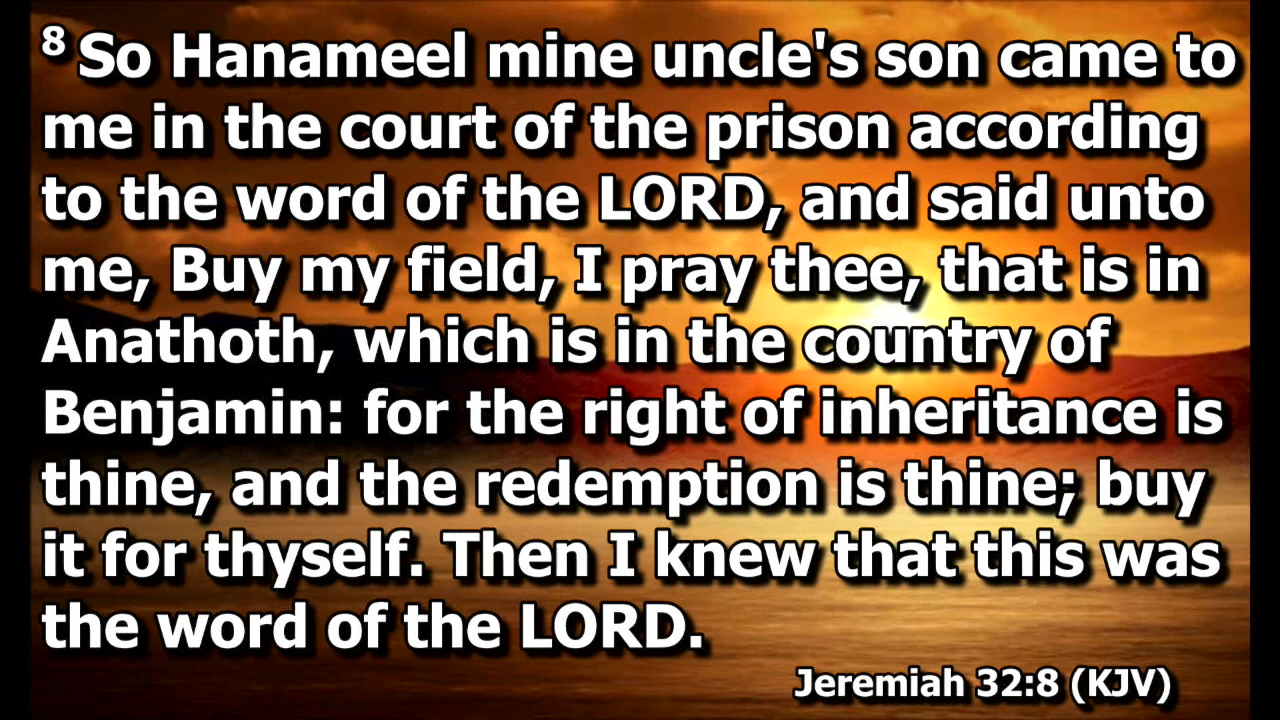 8 So Hanameel mine uncle's son came to
me in the court of the prison according
to the word of the LORD, and said unto
me, Buy my field, I pray thee, that is in
Anathoth, which is in the country of
Benjamin: for the right of inheritance is
thine, and the redemption is thine; buy
it for thyself. Then I knew that this was
the word of the LORD.
Jeremiah 32:8 (KJV)